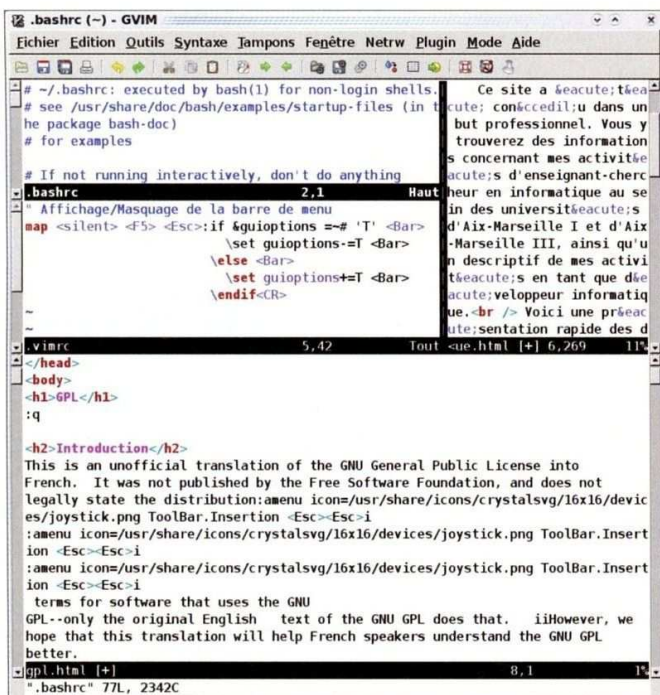 .bashrc (~) - GVIM
Fichier Edition Outils Syntaxe Tampons Fenêtre Netrw Plugin Mode Aide
# ~/.bashrc: executed by bash(1) for non-login shells.
# see /usr/share/doc/bash/examples/startup-files (in t
he package bash-doc)
# for examples
# If not running interactively, don't do anything
.bashrc 2,1 Haut
" Affichage/Masquage de la barre de menu
map <silent> <F5> <Esc>:if &guioptions =~# 'T' <Bar>
\set guioptions-=T <Bar>
\else <Bar>
\set guioptions+=T <Bar>
\endif<CR>
~
~
.vimrc 5,42 Tout
Ce site a &eacute;t&ea
cute; con&ccedil;u dans un
but professionnel. Vous y
trouverez des information
s concernant mes activit&e
acute;s d'enseignant-cherc
heur en informatique au se
in des universit&eacute;s
d'Aix-Marseille I et d'Aix
-Marseille III, ainsi qu'u
n descriptif de mes activi
t&eacute;s en tant que d&e
acute;veloppeur informatiq
ue.<br /> Voici une pr&eac
ute;sentation rapide des d
<ue.html [+] 6,269 11%
</head>
<body>
<h1>GPL</h1>
:q
<h2>Introduction</h2>
This is an unofficial translation of the GNU General Public License into
French. It was not published by the Free Software Foundation, and does not
legally state the distribution:amenu icon=/usr/share/icons/crystalsvg/16x16/devic
es/joystick.png ToolBar.Insertion <Esc><Esc>i
:amenu icon=/usr/share/icons/crystalsvg/16x16/devices/joystick.png ToolBar.Insert
ion <Esc><Esc>i
:amenu icon=/usr/share/icons/crystalsvg/16x16/devices/joystick.png ToolBar.Insert
ion <Esc><Esc>i
terms for software that uses the GNU
GPL--only the original English text of the GNU GPL does that. iiHowever, we
hope that this translation will help French speakers understand the GNU GPL
better.
gpl.html [+] 8,1 1%
".bashrc" 77L, 2342C